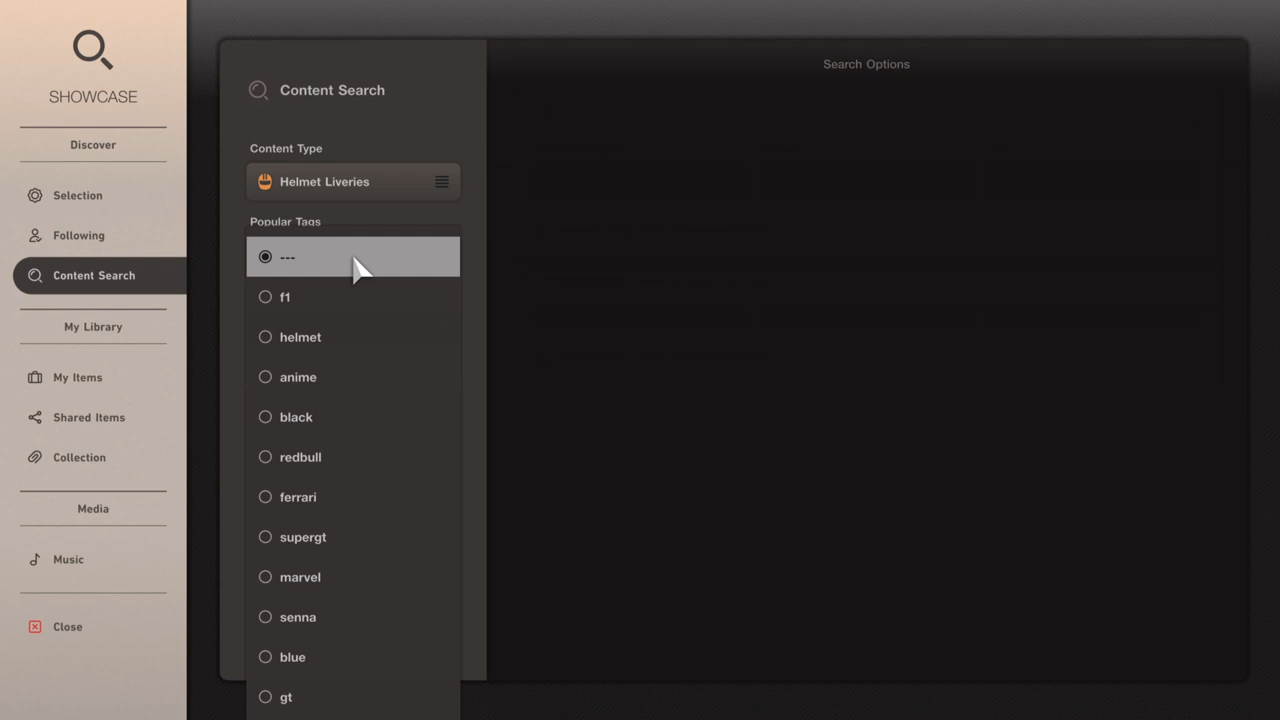 SHOWCASE
Discover
Selection
Following
Content Search
My Library
My Items
Shared Items
Collection
Media
Music
Close
Content Search
Content Type
Helmet Liveries
Popular Tags
---
f1
helmet
anime
black
redbull
ferrari
supergt
marvel
senna
blue
gt
Search Options